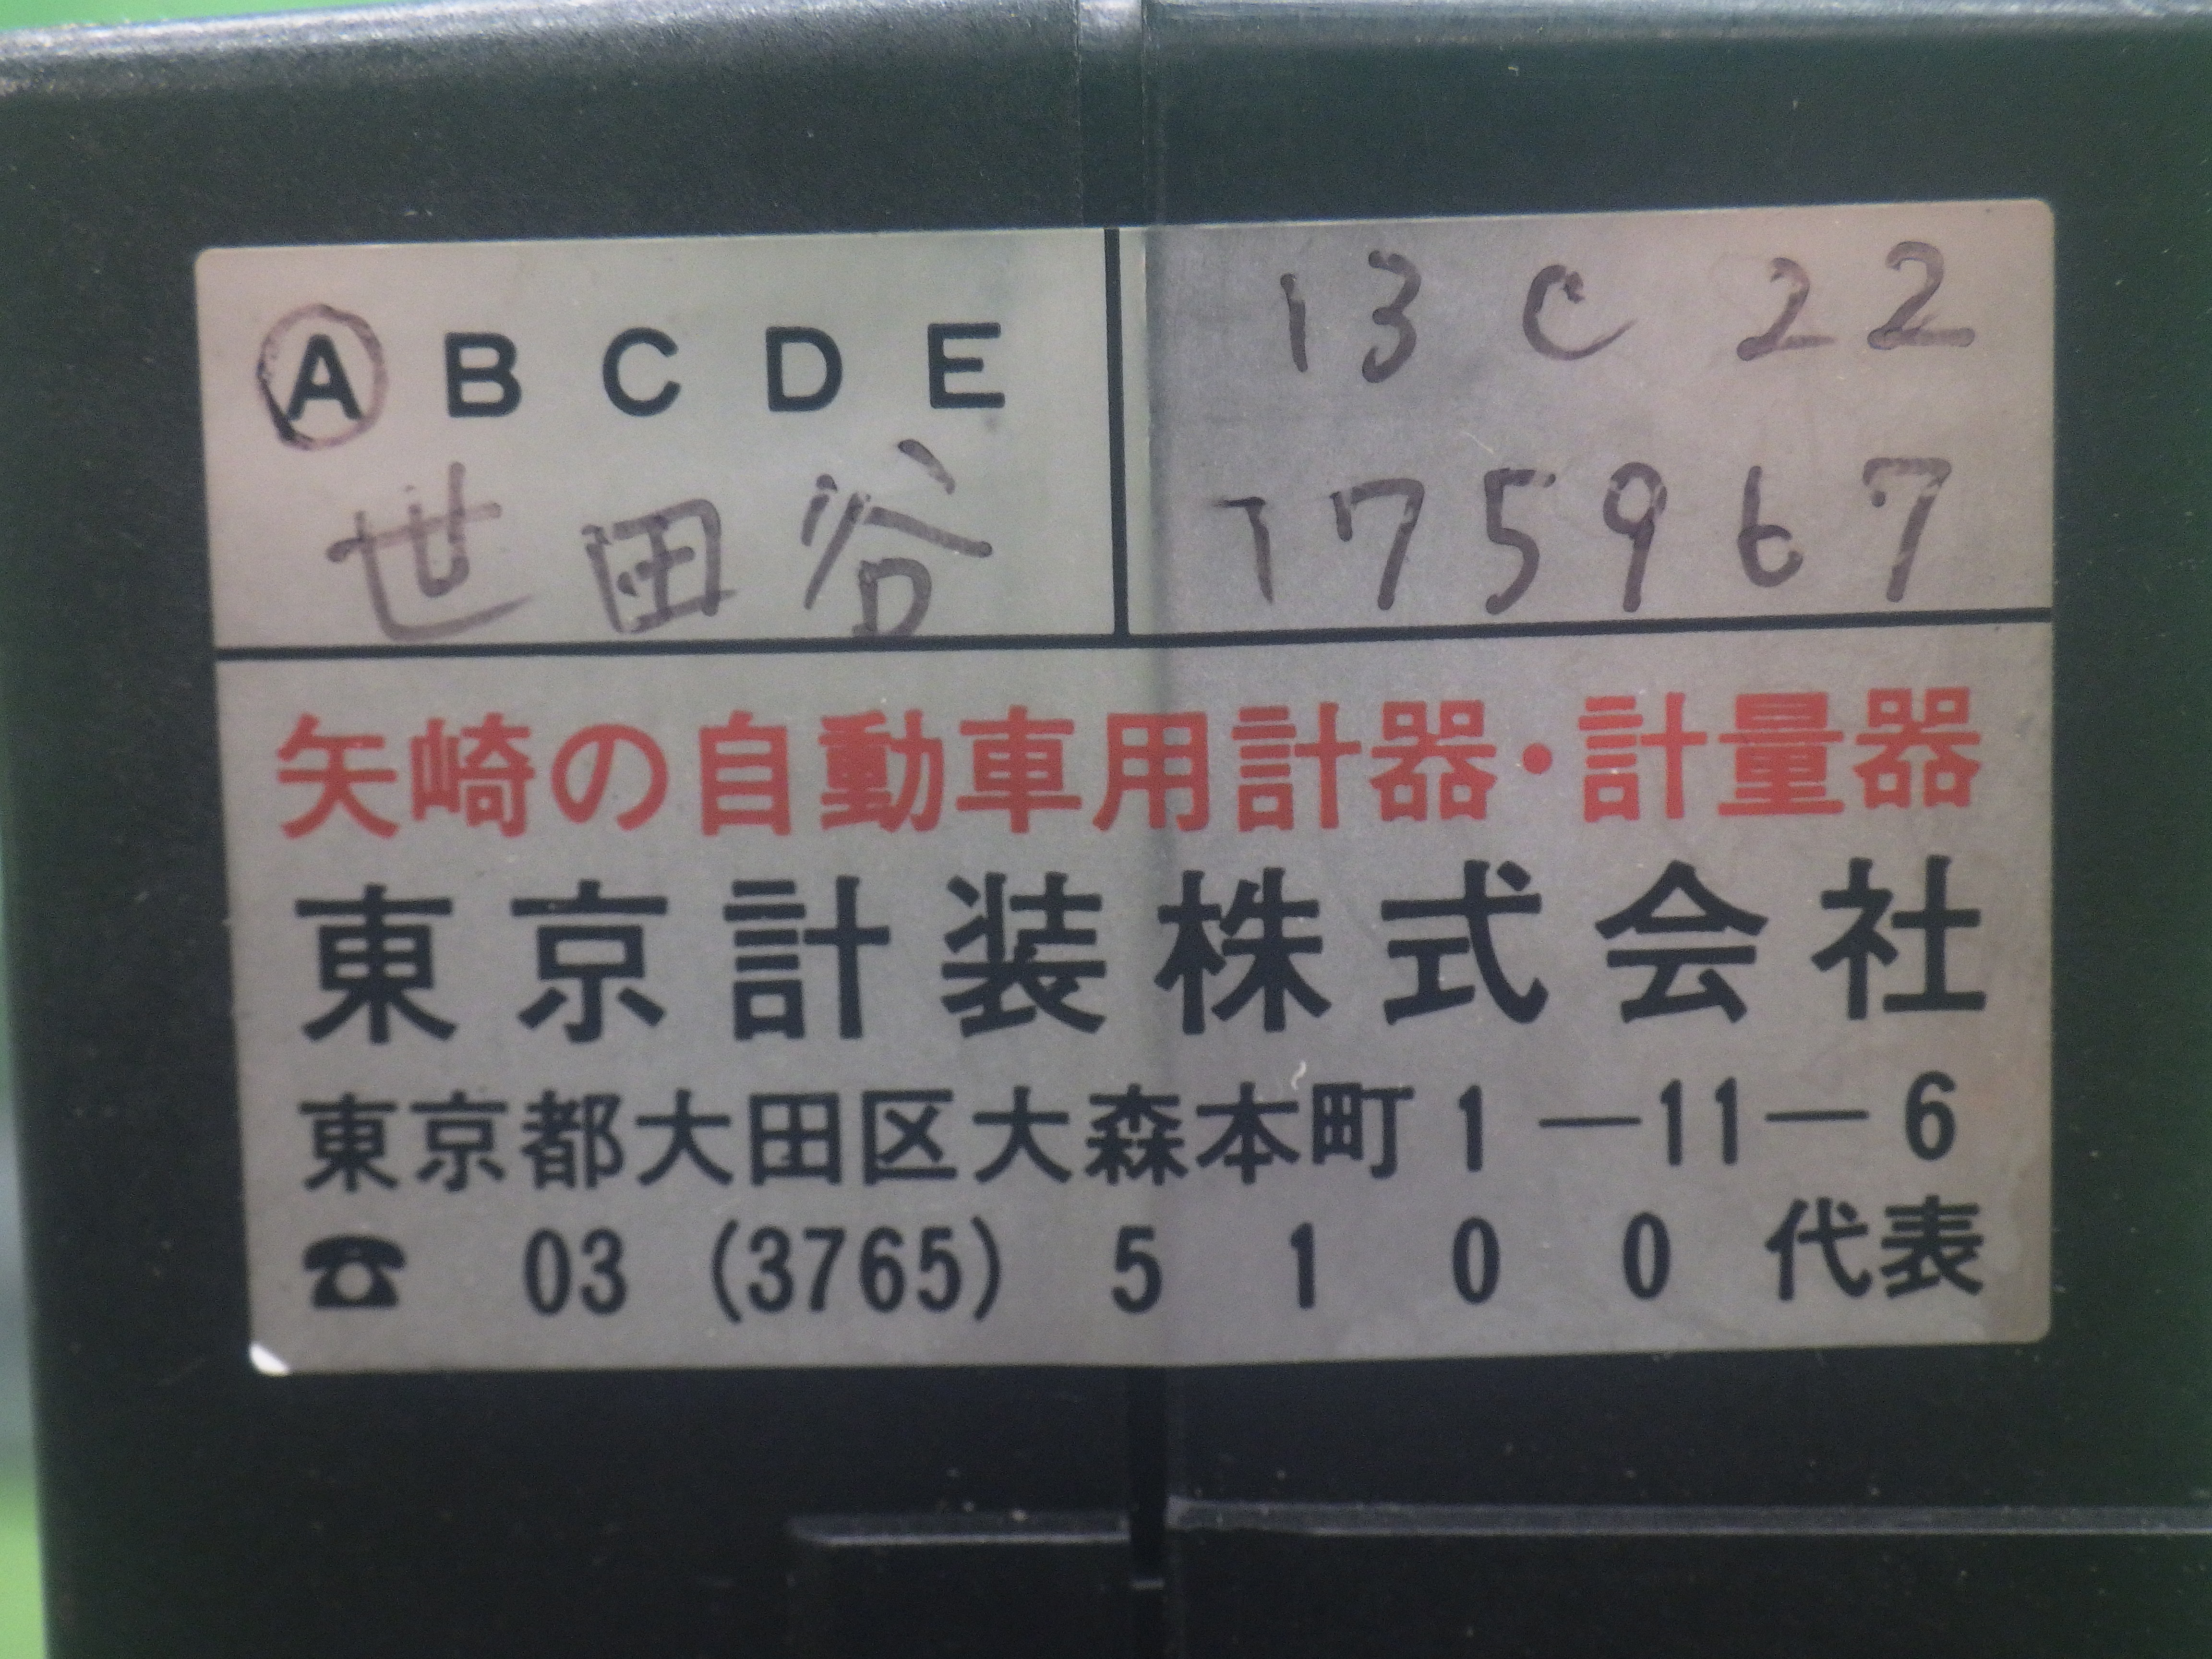 A B C D E
世田谷
13 C 22
175967
矢崎の自動車用計器・計量器
東京計装株式会社
東京都大田区大森本町1―11―6
☎ 03 (3765) 5100 代表